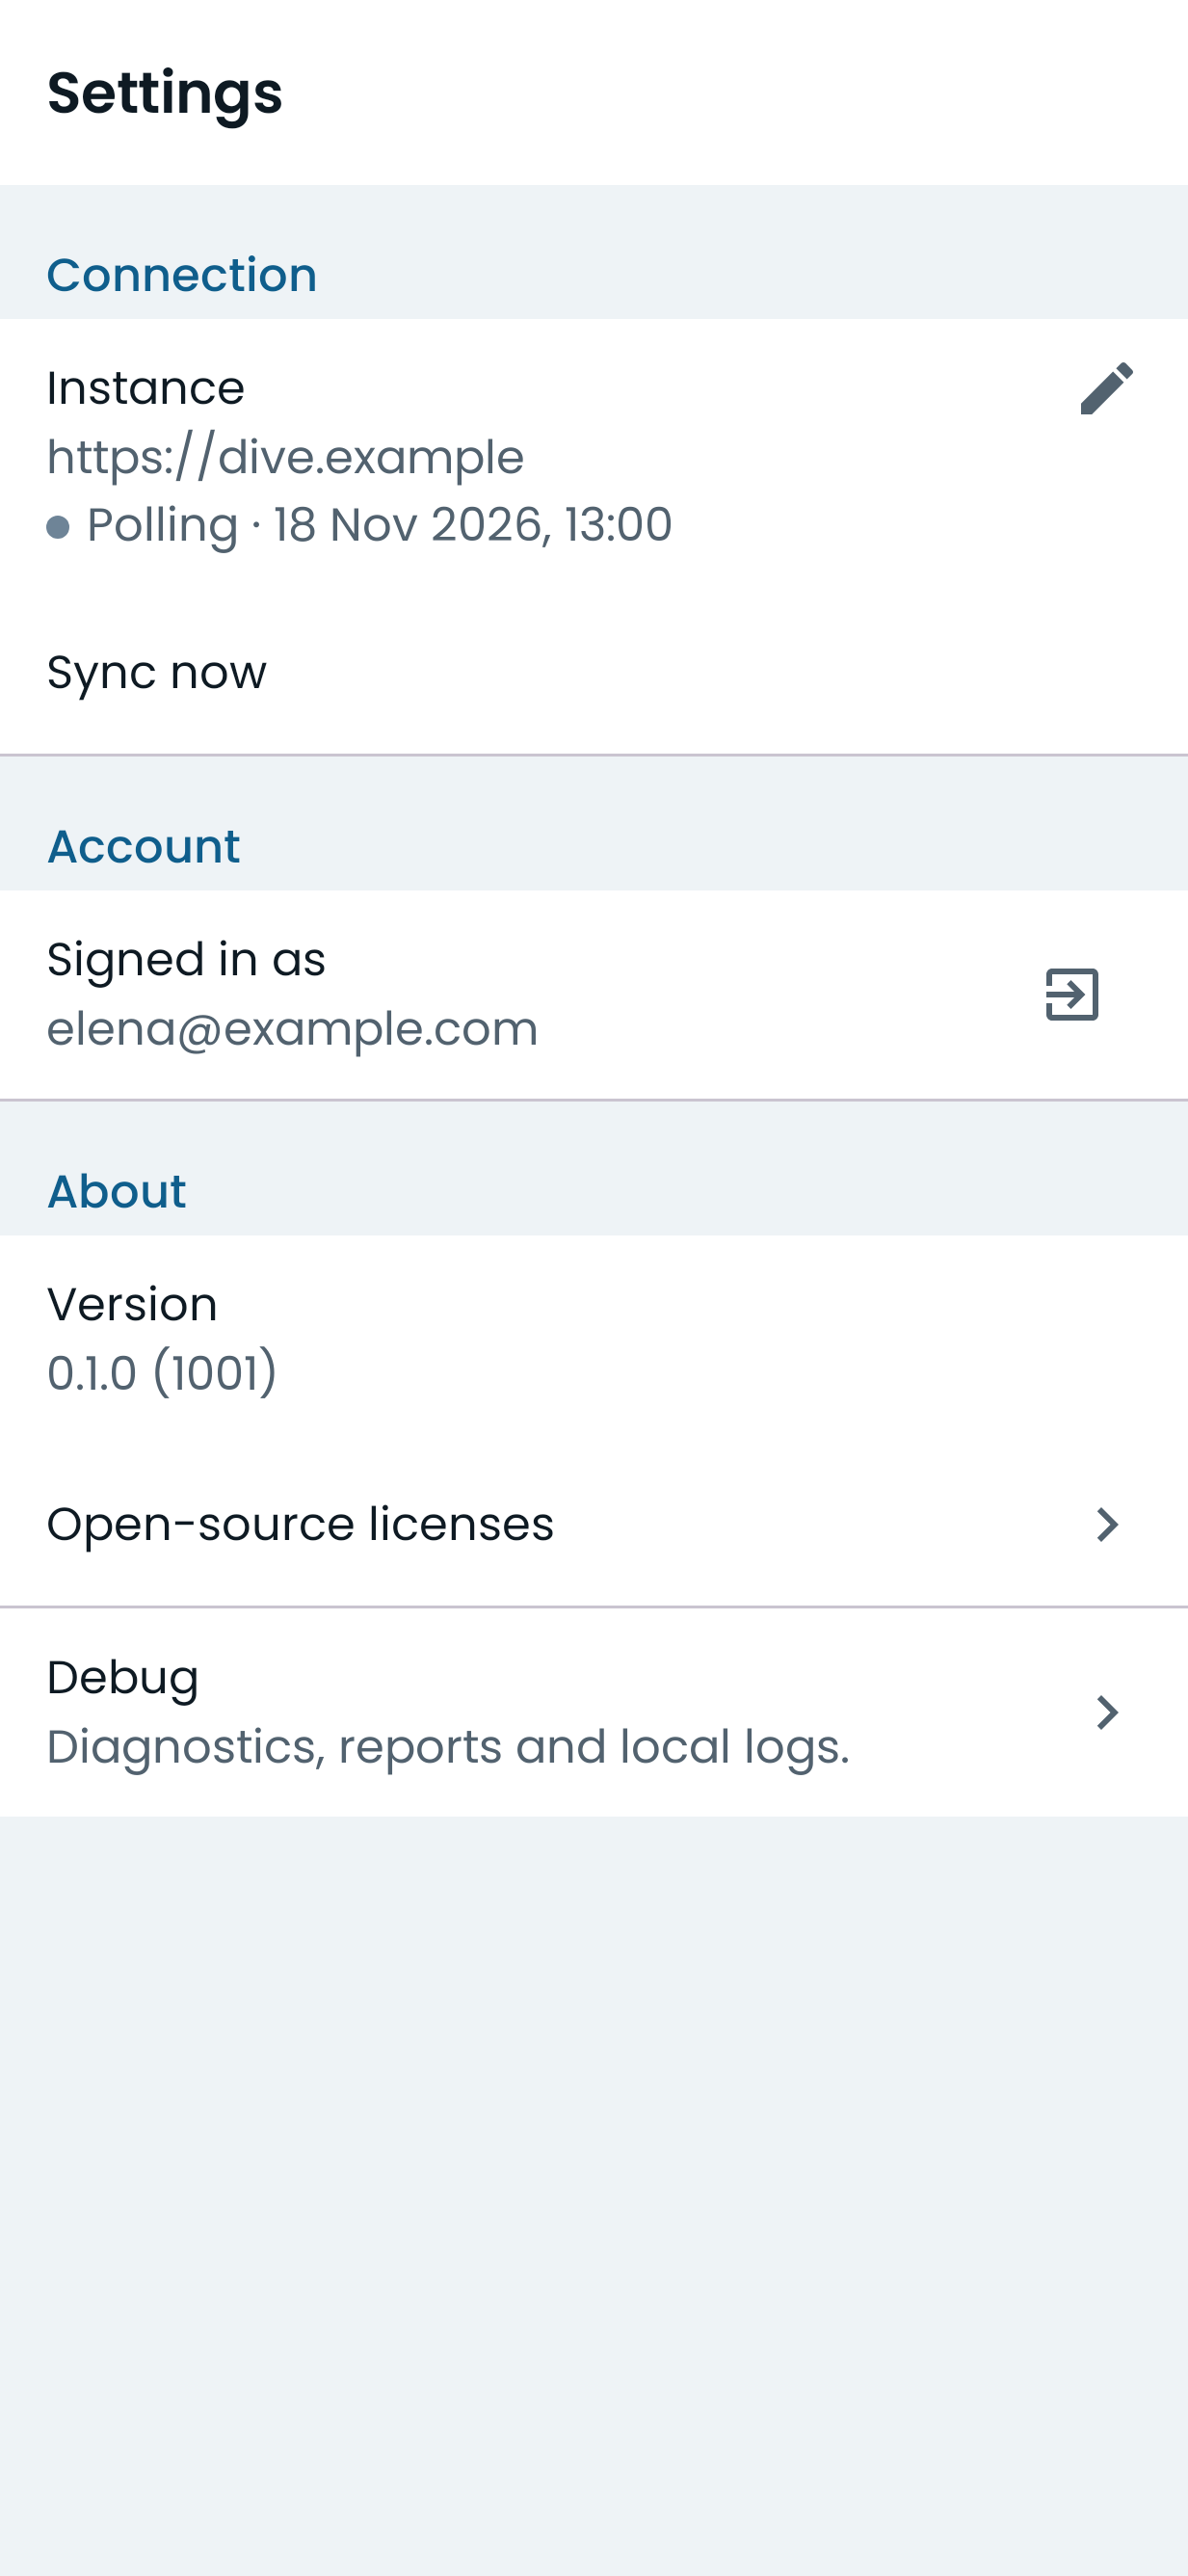 Settings
Connection
Instance
https://dive.example
Polling · 18 Nov 2026, 13:00
Sync now
Account
Signed in as
elena@example.com
About
Version
0.1.0 (1001)
Open-source licenses
Debug
Diagnostics, reports and local logs.